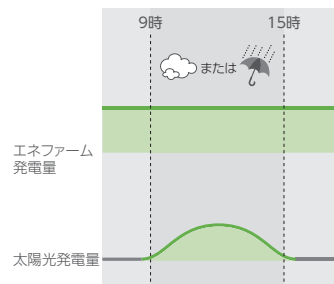 9時 15時
または
エネファーム
発電量
太陽光発電量